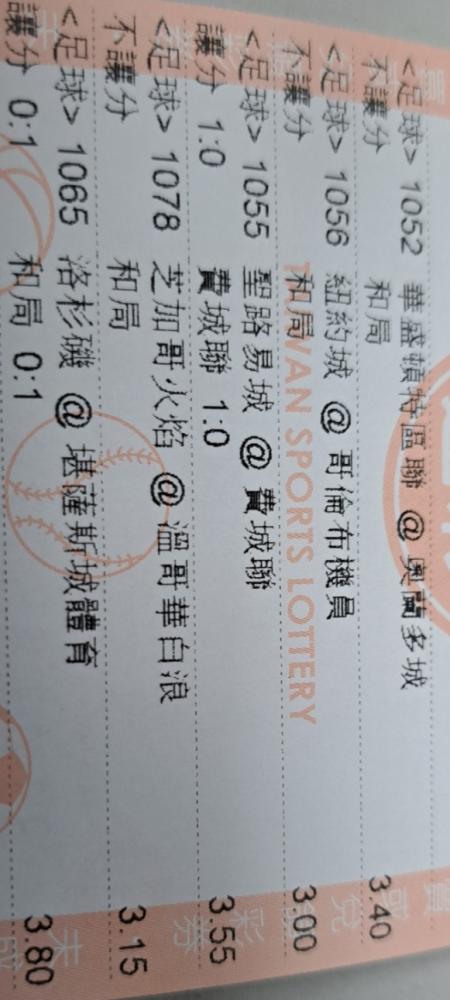 <足球> 1052 華盛頓特區聯 @ 奧蘭多城
不讓分 和局 3.40
<足球> 1056 紐約城 @ 哥倫布機員
不讓分 和局 3.00
<足球> 1055 聖路易城 @ 費城聯
讓分 1:0 費城聯 1:0 3.55
<足球> 1078 芝加哥火焰 @ 溫哥華白浪
不讓分 和局 3.15
<足球> 1065 洛杉磯 @ 堪薩斯城體育
讓分 0:1 和局 0:1 3.80
TAIWAN SPORTS LOTTERY